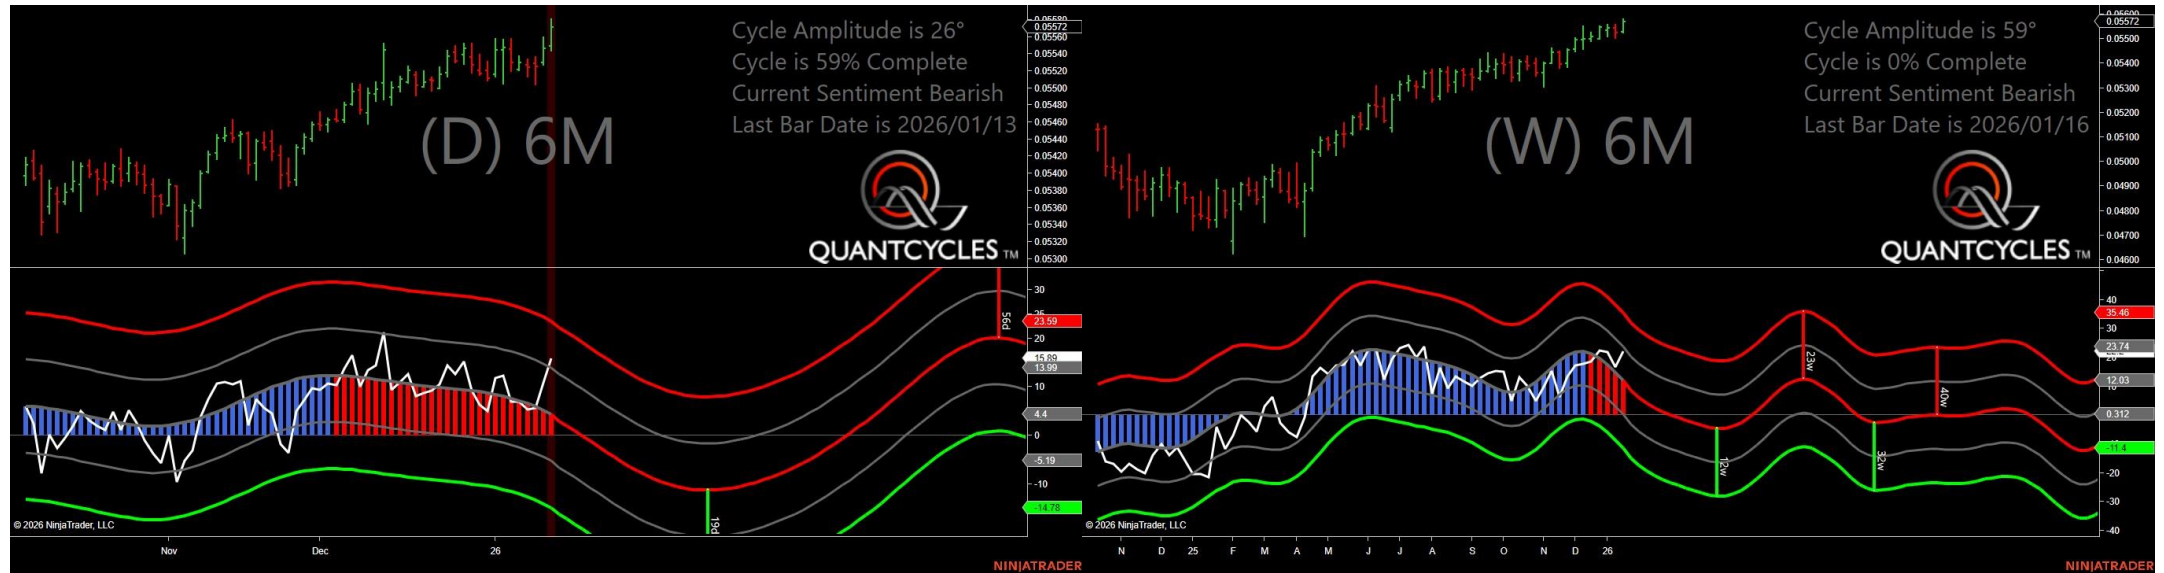 Cycle Amplitude is 26°
Cycle is 59% Complete
Current Sentiment Bearish
Last Bar Date is 2026/01/13
(D) 6M
QUANTCYCLES TM
0.05572
0.05560
0.05540
0.05520
0.05500
0.05480
0.05460
0.05440
0.05420
0.05400
0.05380
0.05360
0.05340
0.05320
0.05300
30
23.59
20
15.89
13.99
10
4.4
0
-5.19
-10
-14.78
56d
19d
© 2026 NinjaTrader, LLC
Nov Dec 26
NINJATRADER
Cycle Amplitude is 59°
Cycle is 0% Complete
Current Sentiment Bearish
Last Bar Date is 2026/01/16
(W) 6M
QUANTCYCLES TM
0.05572
0.05500
0.05400
0.05300
0.05200
0.05100
0.05000
0.04900
0.04800
0.04700
0.04600
40
35.46
30
23.74
12.03
0.312
-11.4
-20
-30
-40
23w
40w
12w
32w
© 2026 NinjaTrader, LLC
N D 25 F M A M J J A S O N D 26
NINJATRADER